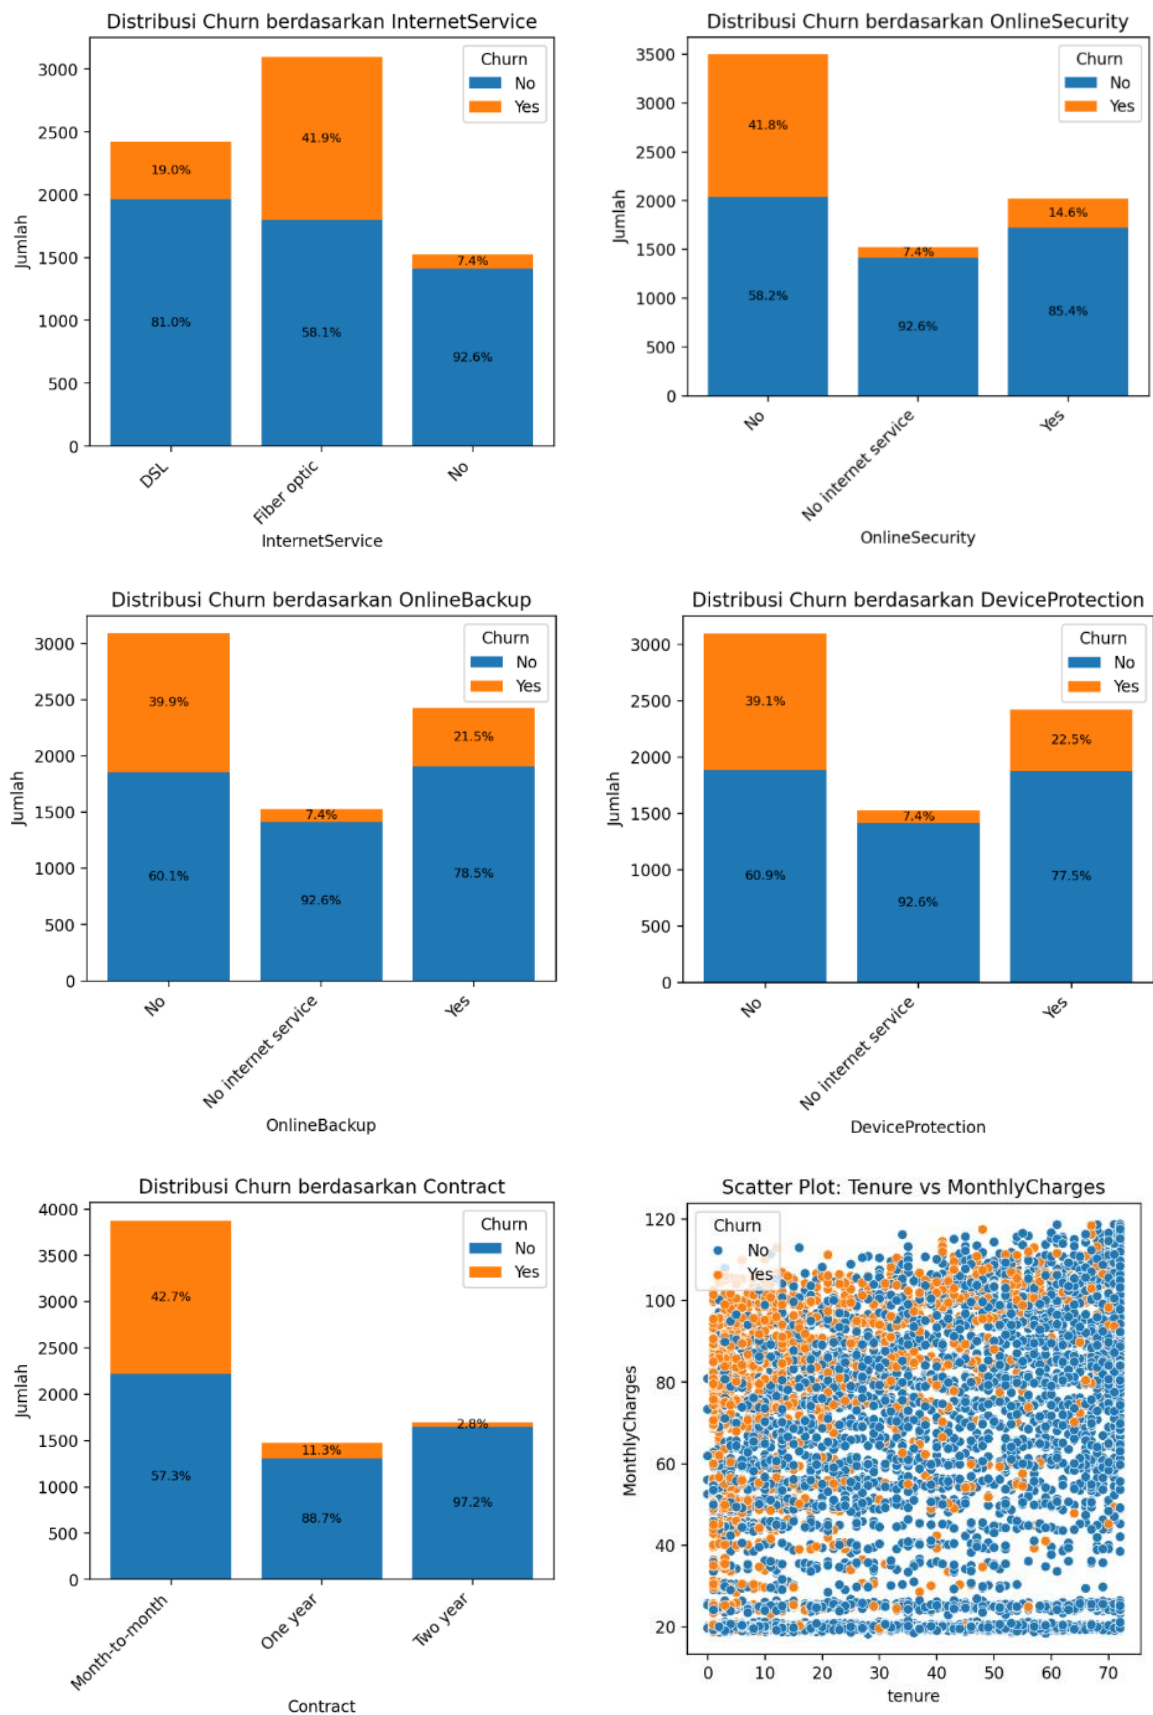 Distribusi Churn berdasarkan InternetService
Churn
No
Yes
3000
2500
2000
1500
1000
500
0
Jumlah
19.0%
81.0%
41.9%
58.1%
7.4%
92.6%
DSL
Fiber optic
No
InternetService
Distribusi Churn berdasarkan OnlineSecurity
Churn
No
Yes
3500
3000
2500
2000
1500
1000
500
0
Jumlah
41.8%
58.2%
7.4%
92.6%
14.6%
85.4%
No
No internet service
Yes
OnlineSecurity
Distribusi Churn berdasarkan OnlineBackup
Churn
No
Yes
3000
2500
2000
1500
1000
500
0
Jumlah
39.9%
60.1%
7.4%
92.6%
21.5%
78.5%
No
No internet service
Yes
OnlineBackup
Distribusi Churn berdasarkan DeviceProtection
Churn
No
Yes
3000
2500
2000
1500
1000
500
0
Jumlah
39.1%
60.9%
7.4%
92.6%
22.5%
77.5%
No
No internet service
Yes
DeviceProtection
Distribusi Churn berdasarkan Contract
Churn
No
Yes
4000
3500
3000
2500
2000
1500
1000
500
0
Jumlah
42.7%
57.3%
11.3%
88.7%
2.8%
97.2%
Month-to-month
One year
Two year
Contract
Scatter Plot: Tenure vs MonthlyCharges
Churn
No
Yes
120
100
80
60
40
20
MonthlyCharges
0 10 20 30 40 50 60 70
tenure